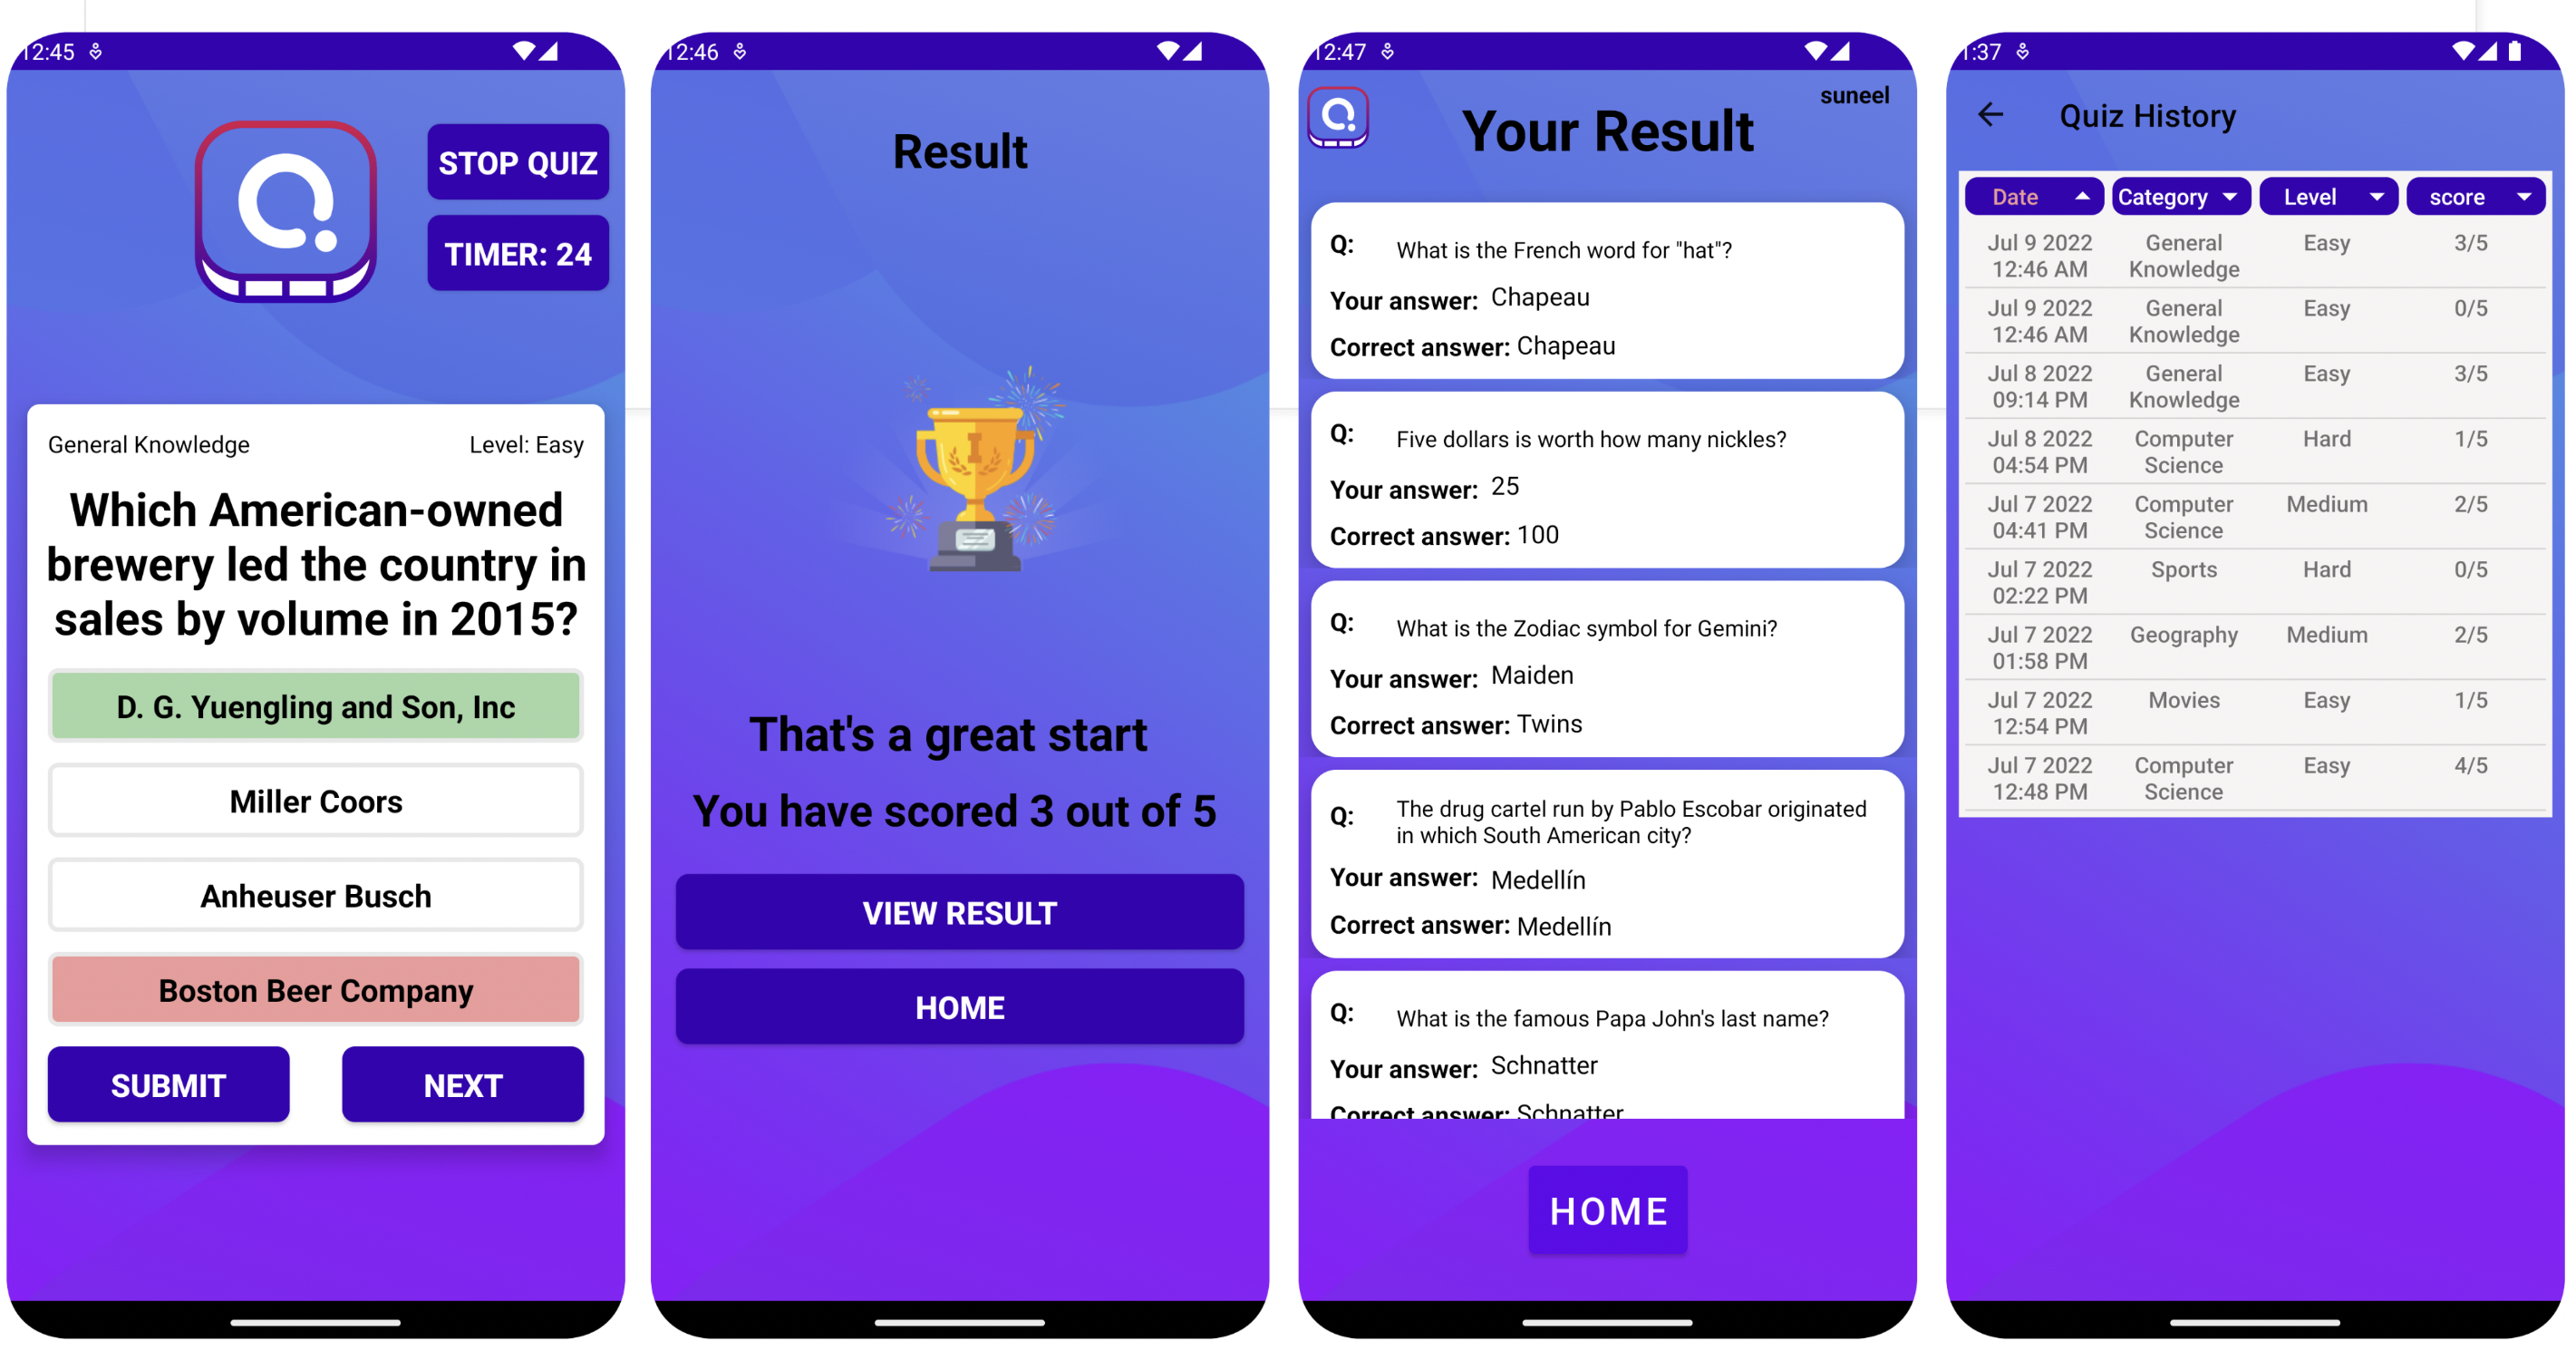 12:45
STOP QUIZ
TIMER: 24
General Knowledge Level: Easy
Which American-owned
brewery led the country in
sales by volume in 2015?
D. G. Yuengling and Son, Inc
Miller Coors
Anheuser Busch
Boston Beer Company
SUBMIT NEXT
12:46
Result
That's a great start
You have scored 3 out of 5
VIEW RESULT
HOME
12:47
suneel
Your Result
Q: What is the French word for "hat"?
Your answer: Chapeau
Correct answer: Chapeau
Q: Five dollars is worth how many nickles?
Your answer: 25
Correct answer: 100
Q: What is the Zodiac symbol for Gemini?
Your answer: Maiden
Correct answer: Twins
Q: The drug cartel run by Pablo Escobar originated
in which South American city?
Your answer: Medellín
Correct answer: Medellín
Q: What is the famous Papa John's last name?
Your answer: Schnatter
Correct answer: Schnatter
HOME
1:37
Quiz History
Date Category Level score
Jul 9 2022 General Easy 3/5
12:46 AM Knowledge
Jul 9 2022 General Easy 0/5
12:46 AM Knowledge
Jul 8 2022 General Easy 3/5
09:14 PM Knowledge
Jul 8 2022 Computer Hard 1/5
04:54 PM Science
Jul 7 2022 Computer Medium 2/5
04:41 PM Science
Jul 7 2022 Sports Hard 0/5
02:22 PM
Jul 7 2022 Geography Medium 2/5
01:58 PM
Jul 7 2022 Movies Easy 1/5
12:54 PM
Jul 7 2022 Computer Easy 4/5
12:48 PM Science